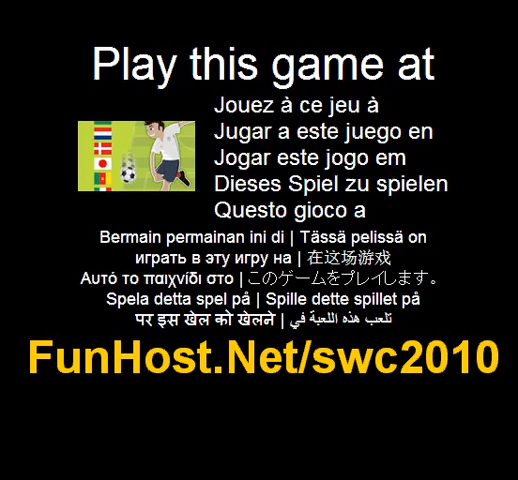 Play this game at
Jouez à ce jeu à
Jugar a este juego en
Jogar este jogo em
Dieses Spiel zu spielen
Questo gioco a
Bermain permainan ini di | Tässä pelissä on
играть в эту игру на | 在这场游戏
Αυτό το παιχνίδι στο | このゲームをプレイします。
Spela detta spel på | Spille dette spillet på
पर इस खेल को खेलने | تلعب هذه اللعبة في
FunHost.Net/swc2010